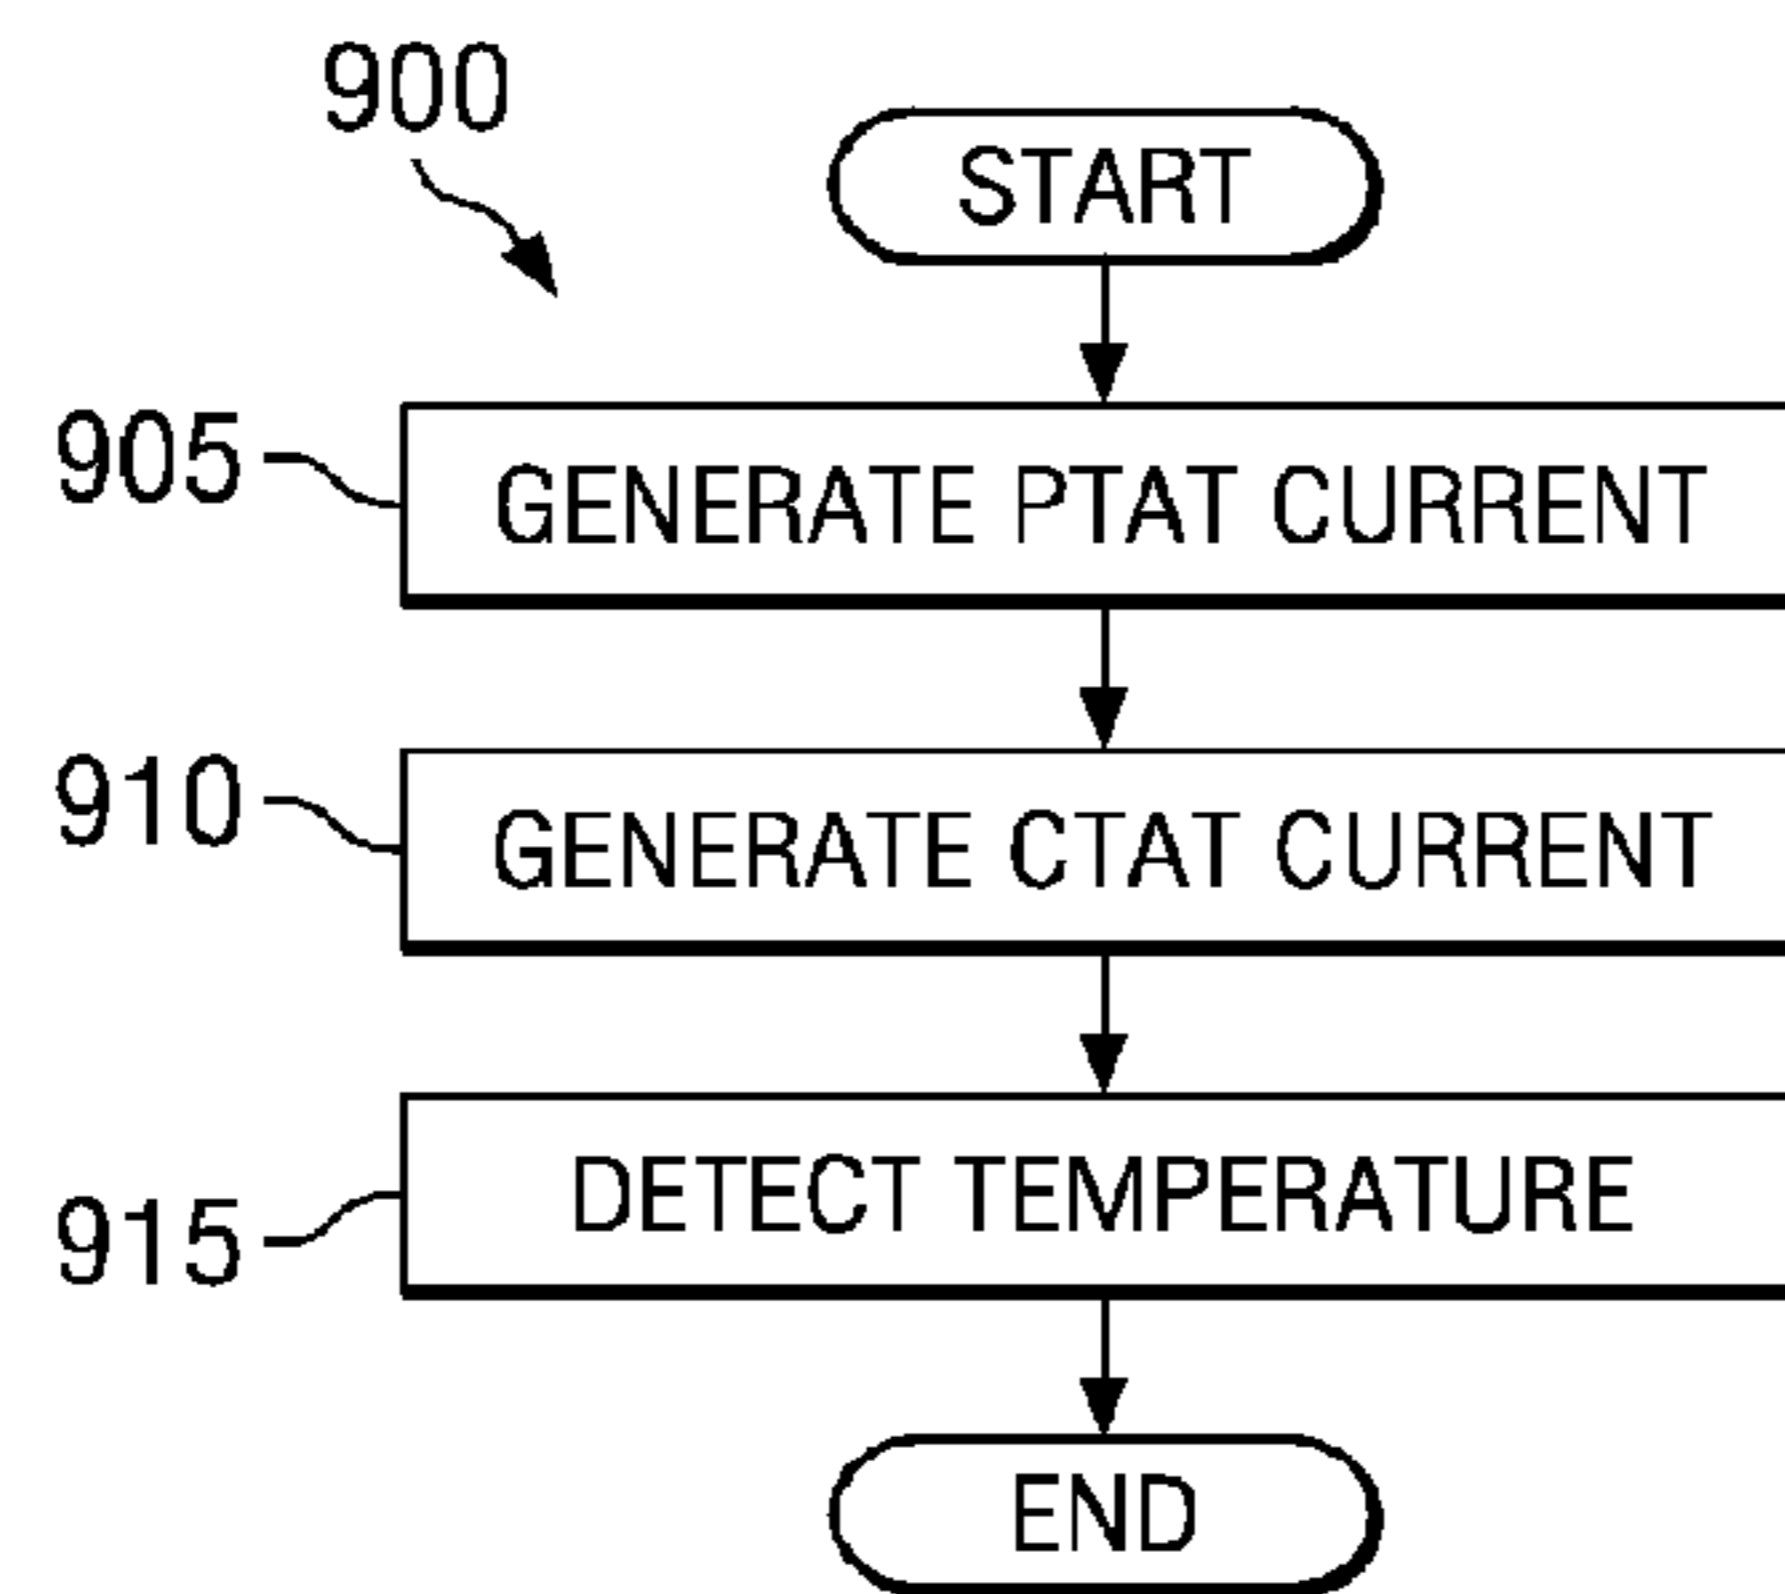 900
START
905
GENERATE PTAT CURRENT
910
GENERATE CTAT CURRENT
915
DETECT TEMPERATURE
END